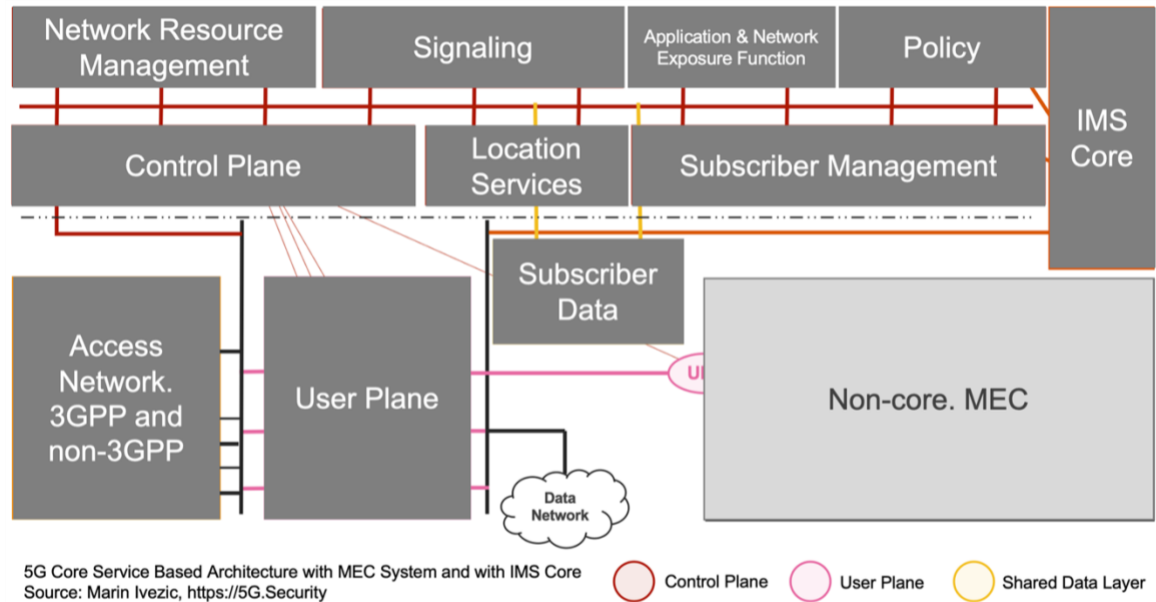 Network Resource
Management
Signaling
Application & Network
Exposure Function
Policy
IMS
Core
Control Plane
Location
Services
Subscriber Management
Subscriber
Data
Access
Network.
3GPP and
non-3GPP
User Plane
Non-core. MEC
Data
Network
5G Core Service Based Architecture with MEC System and with IMS Core
Source: Marin Ivezic, https://5G.Security
Control Plane
User Plane
Shared Data Layer